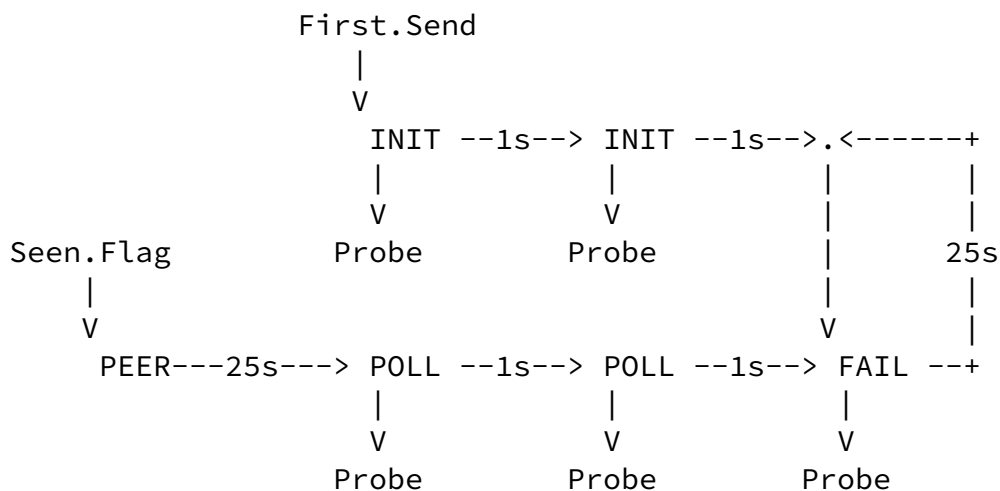 First.Send
|
V
INIT --1s--> INIT --1s-->.<------+
| | | |
V V | |
Seen.Flag Probe Probe | 25s
| | |
V V |
PEER---25s---> POLL --1s--> POLL --1s--> FAIL --+
| | |
V V V
Probe Probe Probe